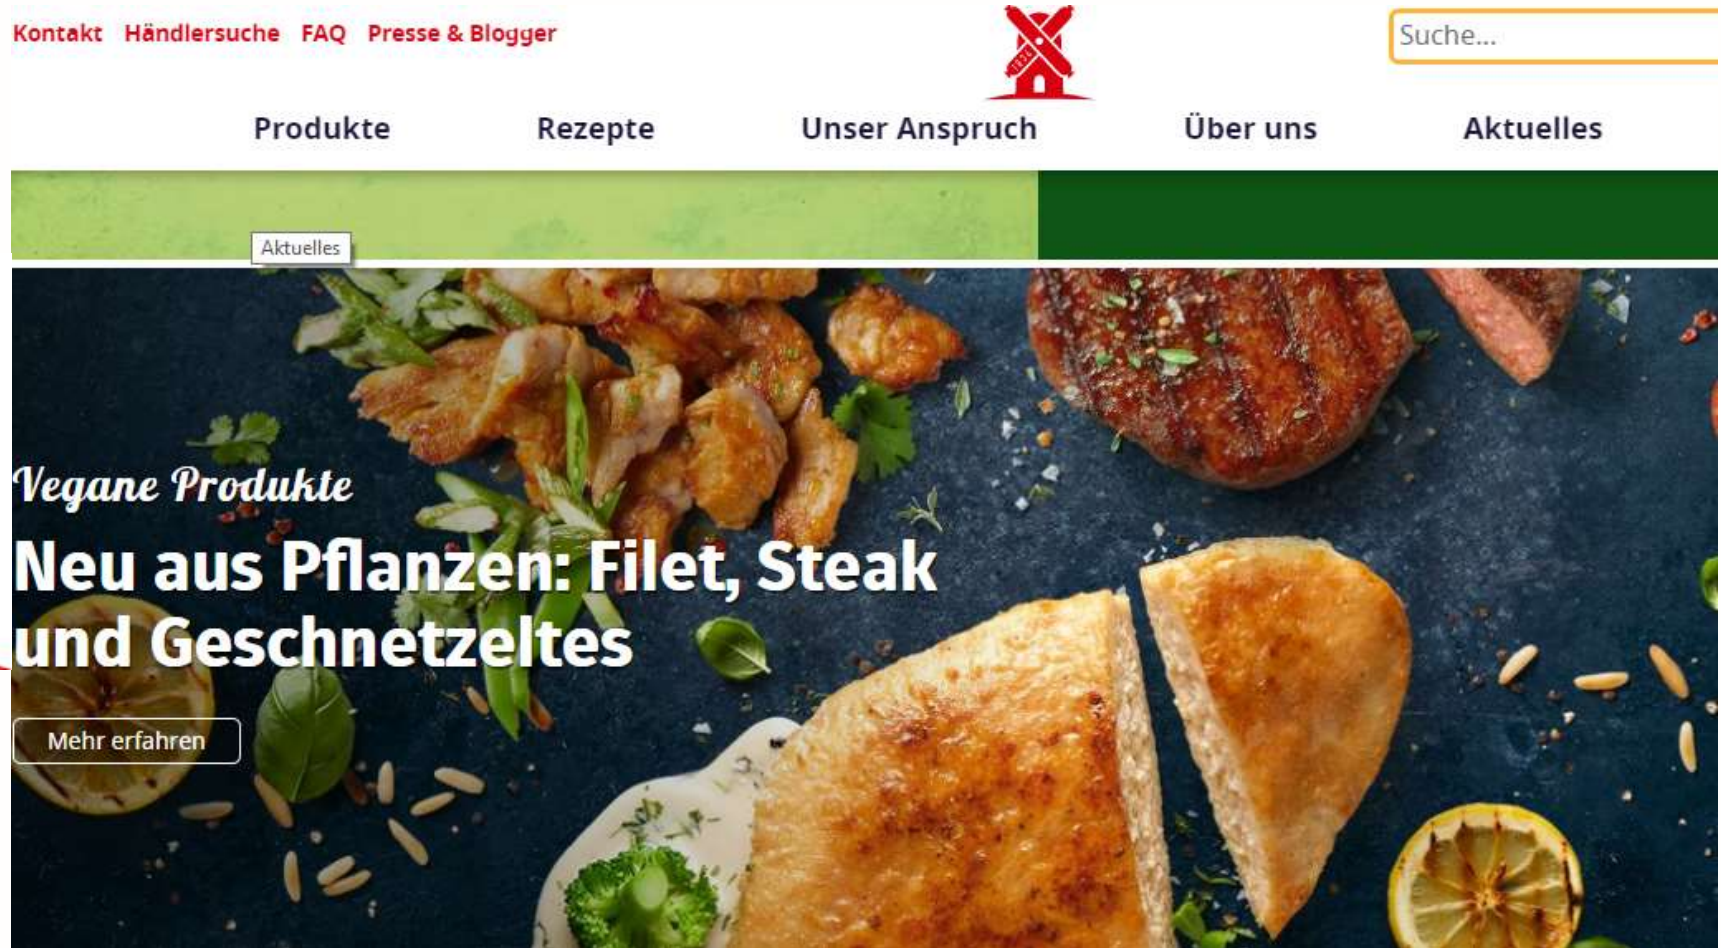 Kontakt Händlersuche FAQ Presse & Blogger
1834
Suche...
Produkte Rezepte Unser Anspruch Über uns Aktuelles
Aktuelles
Vegane Produkte
Neu aus Pflanzen: Filet, Steak
und Geschnetzeltes
Mehr erfahren